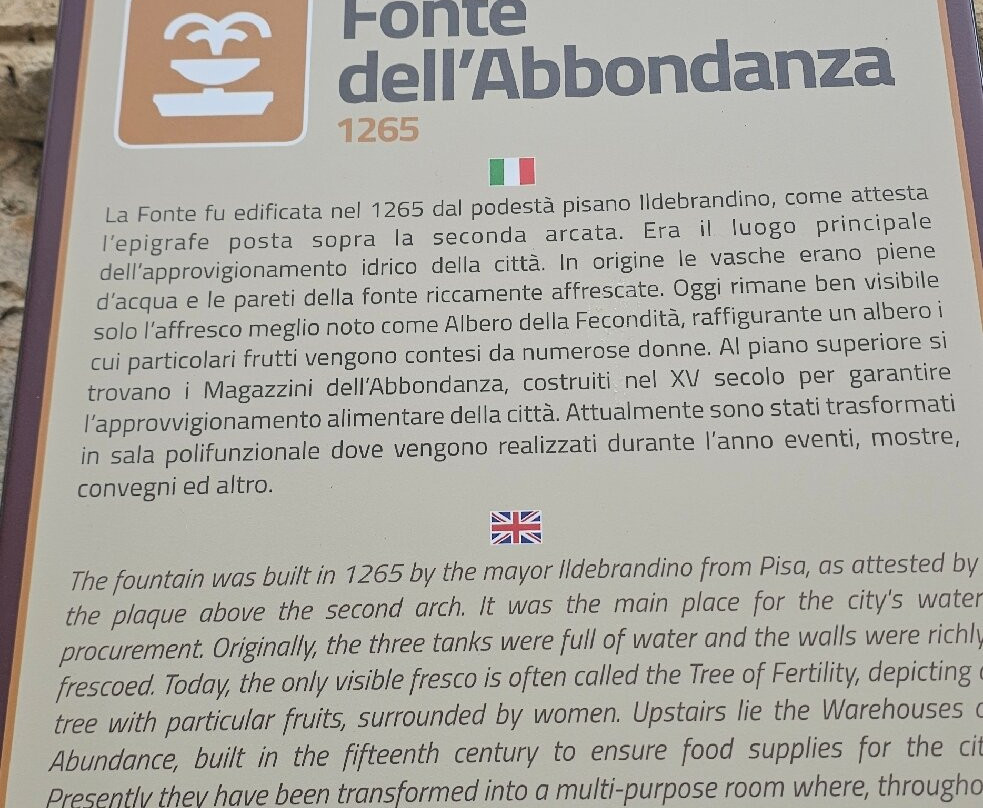 Fonte
dell'Abbondanza
1265
La Fonte fu edificata nel 1265 dal podestà pisano Ildebrandino, come attesta
l'epigrafe posta sopra la seconda arcata. Era il luogo principale
dell'approvigionamento idrico della città. In origine le vasche erano piene
d'acqua e le pareti della fonte riccamente affrescate. Oggi rimane ben visibile
solo l'affresco meglio noto come Albero della Fecondità, raffigurante un albero i
cui particolari frutti vengono contesi da numerose donne. Al piano superiore si
trovano i Magazzini dell'Abbondanza, costruiti nel XV secolo per garantire
l'approvvigionamento alimentare della città. Attualmente sono stati trasformati
in sala polifunzionale dove vengono realizzati durante l'anno eventi, mostre,
convegni ed altro.
The fountain was built in 1265 by the mayor Ildebrandino from Pisa, as attested by
the plaque above the second arch. It was the main place for the city's water
procurement. Originally, the three tanks were full of water and the walls were richly
frescoed. Today, the only visible fresco is often called the Tree of Fertility, depicting
tree with particular fruits, surrounded by women. Upstairs lie the Warehouses
Abundance, built in the fifteenth century to ensure food supplies for the
Presently they have been transformed into a multi-purpose room where,